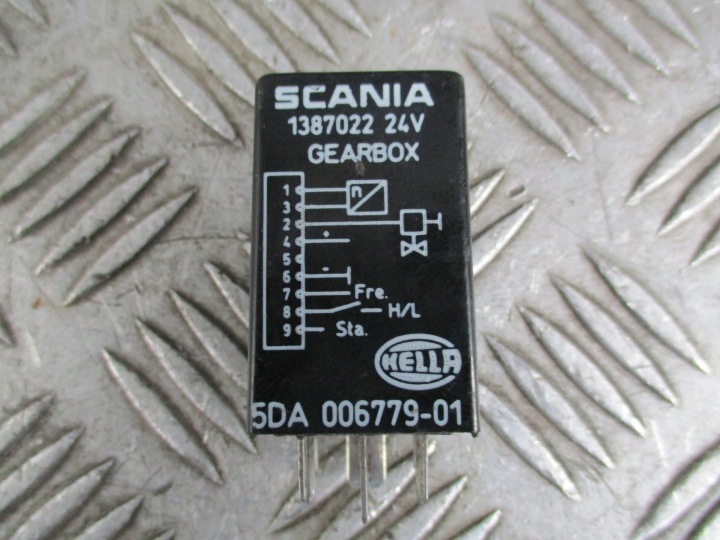 SCANIA
1387022 24V
GEARBOX
1
n
3
2
4 +
5
6 -
7 Fre.
8 H/L
9 Sta.
HELLA
5DA 006779-01